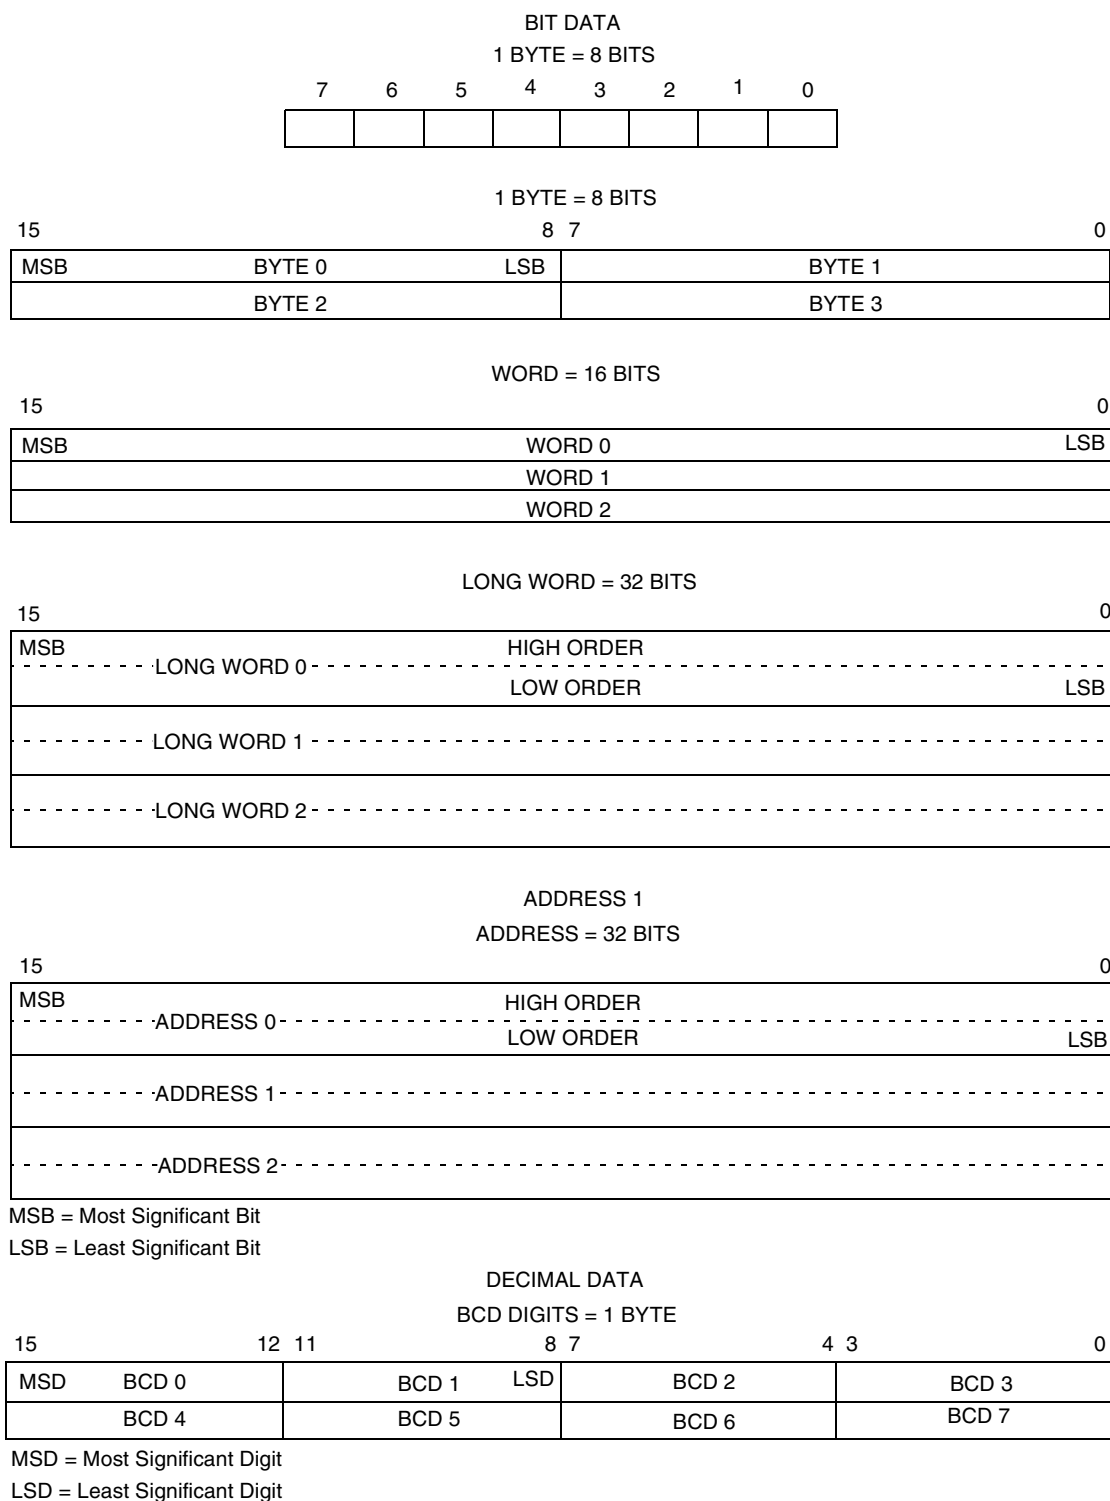 BIT DATA
1 BYTE = 8 BITS
7 6 5 4 3 2 1 0
1 BYTE = 8 BITS
15 8 7 0
MSB BYTE 0 LSB BYTE 1
BYTE 2 BYTE 3
WORD = 16 BITS
15 0
MSB WORD 0 LSB
WORD 1
WORD 2
LONG WORD = 32 BITS
15 0
MSB HIGH ORDER
LONG WORD 0
LOW ORDER LSB
LONG WORD 1
LONG WORD 2
ADDRESS 1
ADDRESS = 32 BITS
15 0
MSB HIGH ORDER
ADDRESS 0
LOW ORDER LSB
ADDRESS 1
ADDRESS 2
MSB = Most Significant Bit
LSB = Least Significant Bit
DECIMAL DATA
BCD DIGITS = 1 BYTE
15 12 11 8 7 4 3 0
MSD BCD 0 BCD 1 LSD BCD 2 BCD 3
BCD 4 BCD 5 BCD 6 BCD 7
MSD = Most Significant Digit
LSD = Least Significant Digit